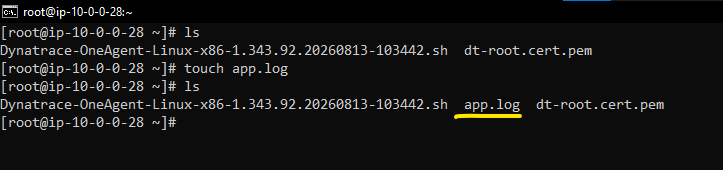 root@ip-10-0-0-28:~
[root@ip-10-0-0-28 ~]# ls
Dynatrace-OneAgent-Linux-x86-1.343.92.20260813-103442.sh  dt-root.cert.pem
[root@ip-10-0-0-28 ~]# touch app.log
[root@ip-10-0-0-28 ~]# ls
Dynatrace-OneAgent-Linux-x86-1.343.92.20260813-103442.sh  app.log  dt-root.cert.pem
[root@ip-10-0-0-28 ~]#